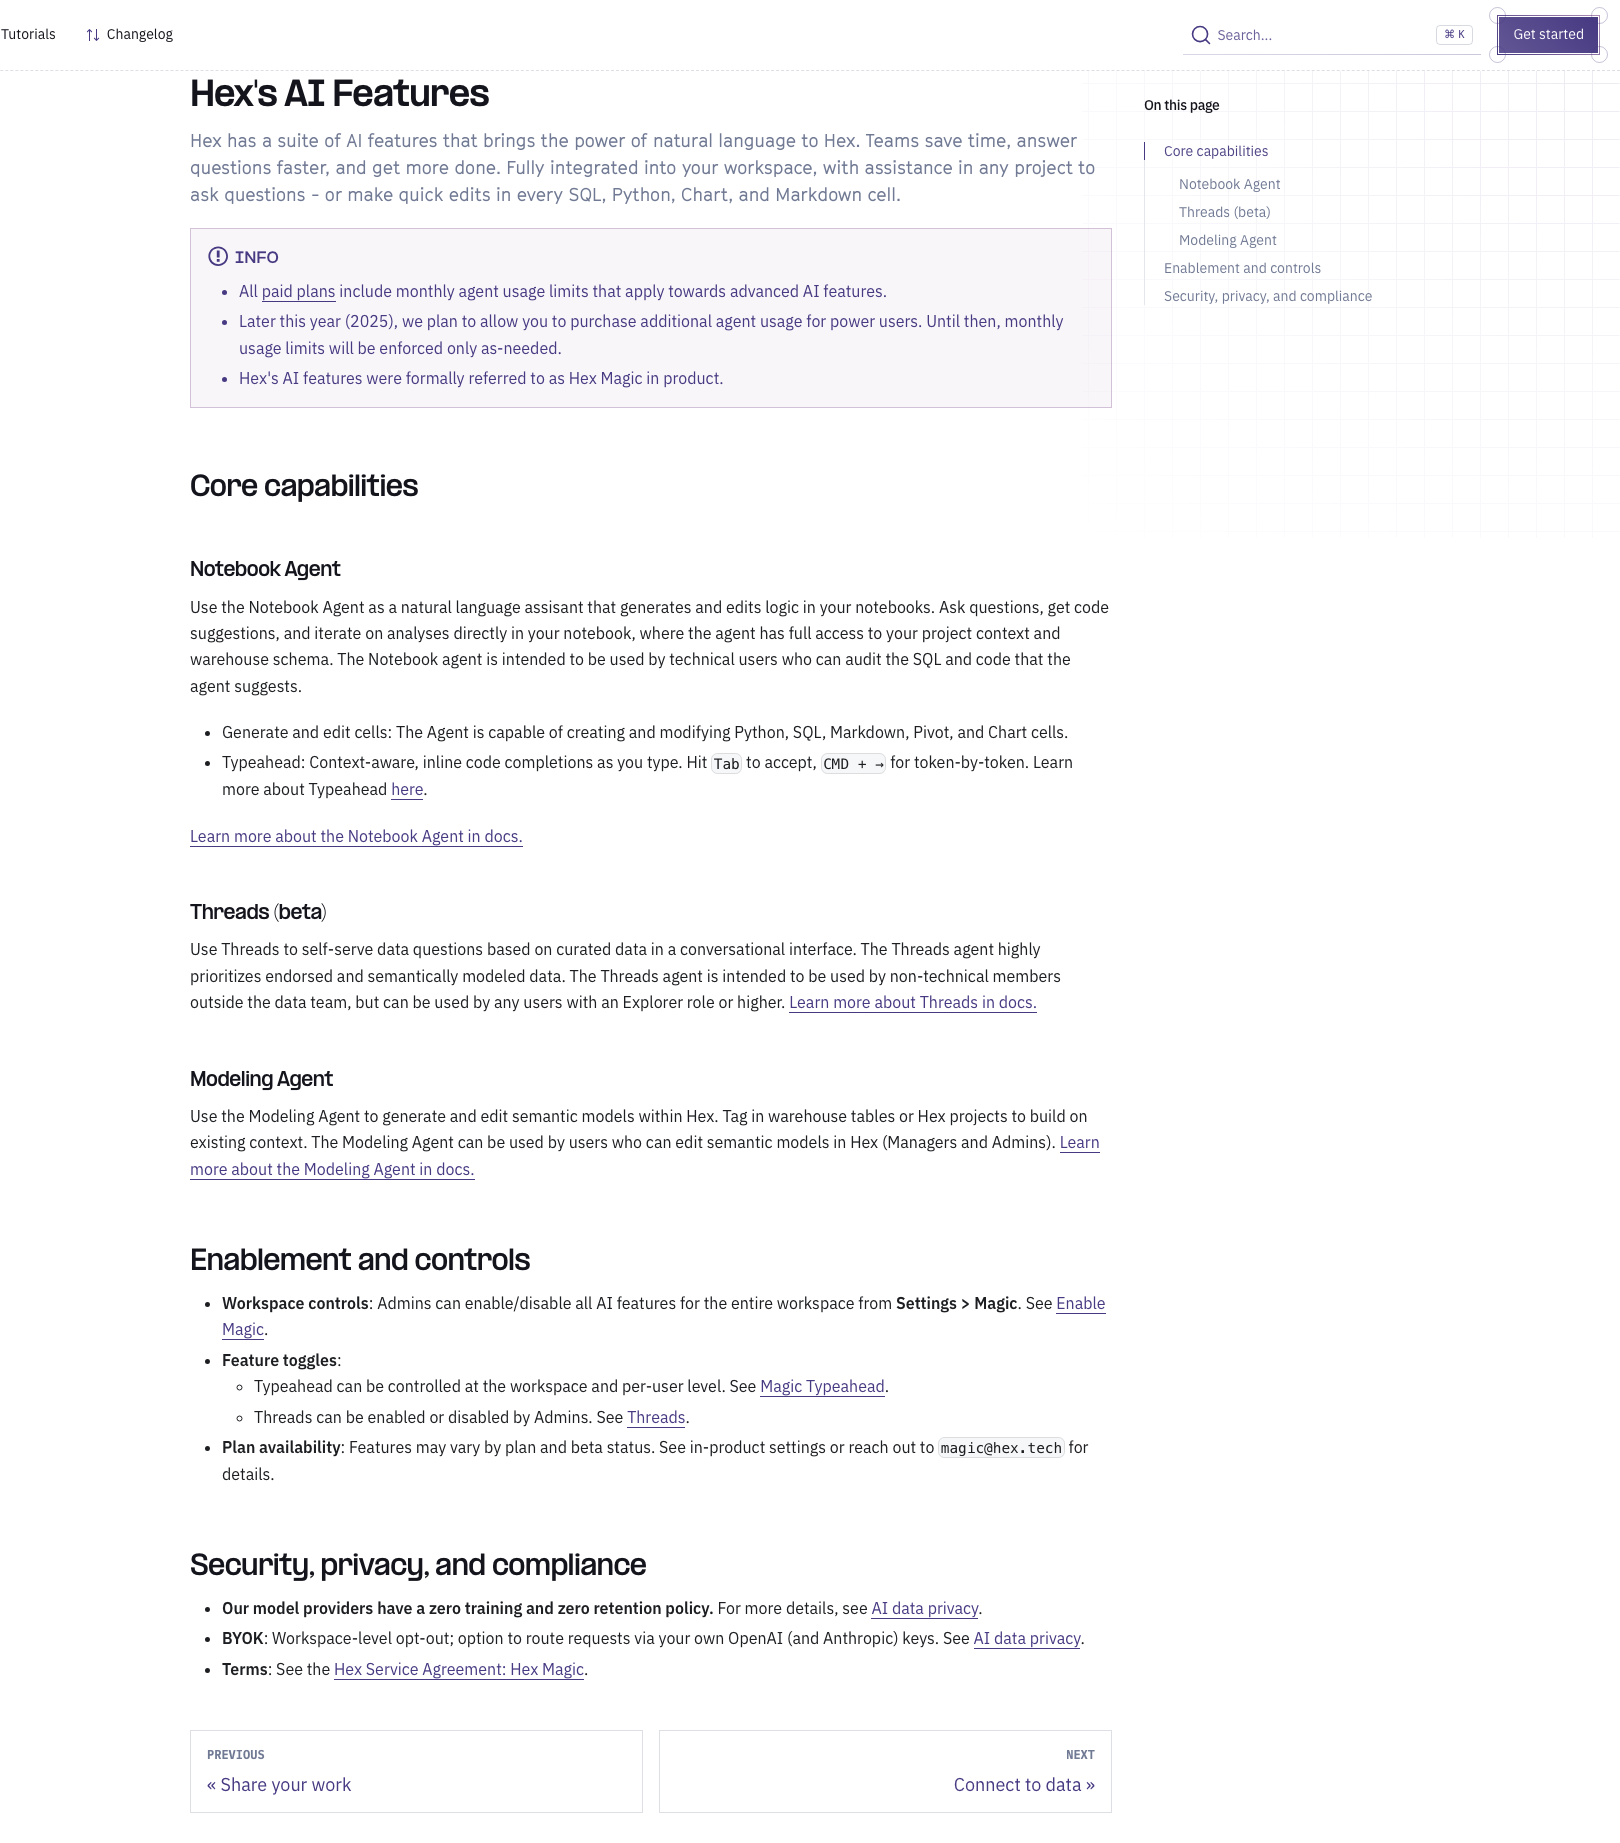 Tutorials
Changelog
Search...
⌘ K
Get started
Hex's AI Features
Hex has a suite of AI features that brings the power of natural language to Hex. Teams save time, answer
questions faster, and get more done. Fully integrated into your workspace, with assistance in any project to
ask questions - or make quick edits in every SQL, Python, Chart, and Markdown cell.
INFO
• All paid plans include monthly agent usage limits that apply towards advanced AI features.
• Later this year (2025), we plan to allow you to purchase additional agent usage for power users. Until then, monthly
usage limits will be enforced only as-needed.
• Hex's AI features were formally referred to as Hex Magic in product.
On this page
Core capabilities
Notebook Agent
Threads (beta)
Modeling Agent
Enablement and controls
Security, privacy, and compliance
Core capabilities
Notebook Agent
Use the Notebook Agent as a natural language assisant that generates and edits logic in your notebooks. Ask questions, get code
suggestions, and iterate on analyses directly in your notebook, where the agent has full access to your project context and
warehouse schema. The Notebook agent is intended to be used by technical users who can audit the SQL and code that the
agent suggests.
• Generate and edit cells: The Agent is capable of creating and modifying Python, SQL, Markdown, Pivot, and Chart cells.
• Typeahead: Context-aware, inline code completions as you type. Hit Tab to accept, CMD + → for token-by-token. Learn
more about Typeahead here.
Learn more about the Notebook Agent in docs.
Threads (beta)
Use Threads to self-serve data questions based on curated data in a conversational interface. The Threads agent highly
prioritizes endorsed and semantically modeled data. The Threads agent is intended to be used by non-technical members
outside the data team, but can be used by any users with an Explorer role or higher. Learn more about Threads in docs.
Modeling Agent
Use the Modeling Agent to generate and edit semantic models within Hex. Tag in warehouse tables or Hex projects to build on
existing context. The Modeling Agent can be used by users who can edit semantic models in Hex (Managers and Admins). Learn
more about the Modeling Agent in docs.
Enablement and controls
• Workspace controls: Admins can enable/disable all AI features for the entire workspace from Settings > Magic. See Enable
Magic.
• Feature toggles:
◦ Typeahead can be controlled at the workspace and per-user level. See Magic Typeahead.
◦ Threads can be enabled or disabled by Admins. See Threads.
• Plan availability: Features may vary by plan and beta status. See in-product settings or reach out to magic@hex.tech for
details.
Security, privacy, and compliance
• Our model providers have a zero training and zero retention policy. For more details, see AI data privacy.
• BYOK: Workspace-level opt-out; option to route requests via your own OpenAI (and Anthropic) keys. See AI data privacy.
• Terms: See the Hex Service Agreement: Hex Magic.
PREVIOUS
« Share your work
NEXT
Connect to data »